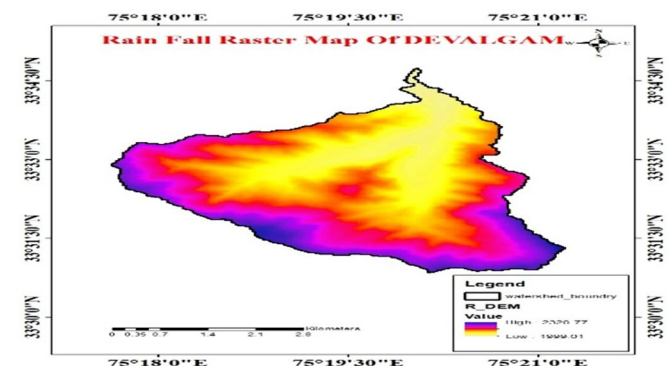 75°18'0"E 75°19'30"E 75°21'0"E
Rain Fall Raster Map Of DEVALGAM
N
W E
S
33°34'30"N 33°34'30"N
33°33'0"N 33°33'0"N
33°31'30"N 33°31'30"N
33°30'0"N 33°30'0"N
Legend
watershed_boundry
R_DEM
Value
High : 2320.77
Low : 1999.01
0 0.35 0.7 1.4 2.1 2.8 Kilometers
75°18'0"E 75°19'30"E 75°21'0"E